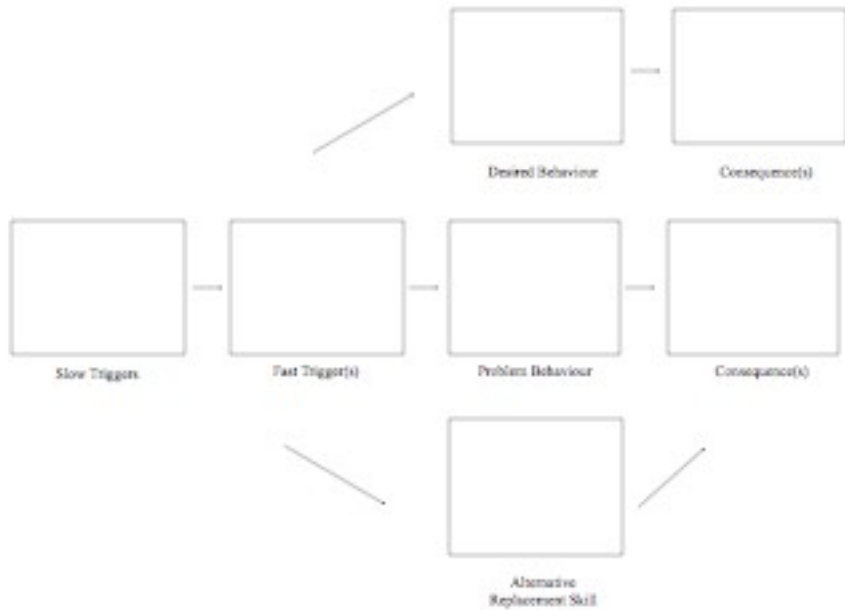 Desired Behaviour
Consequence(s)
Slow Triggers
Fast Trigger(s)
Problem Behaviour
Consequence(s)
Alternative
Replacement Skill